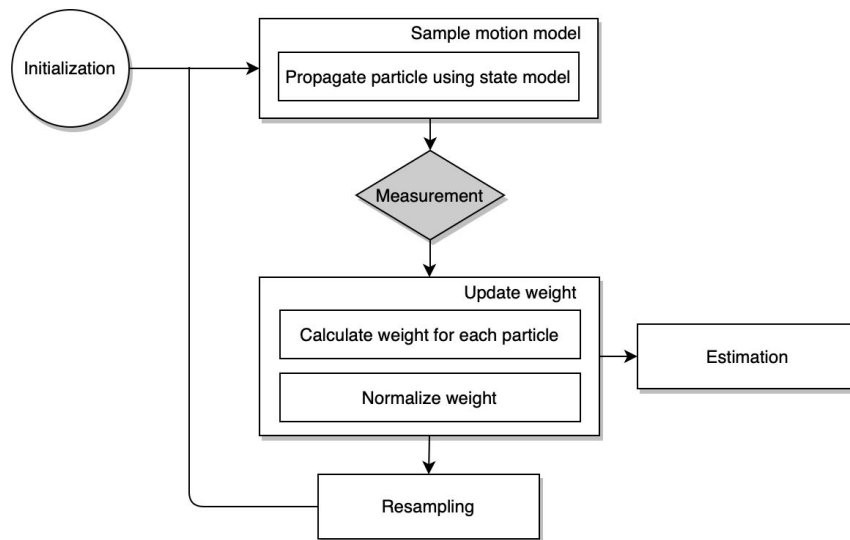 Initialization
Sample motion model
Propagate particle using state model
Measurement
Update weight
Calculate weight for each particle
Normalize weight
Estimation
Resampling